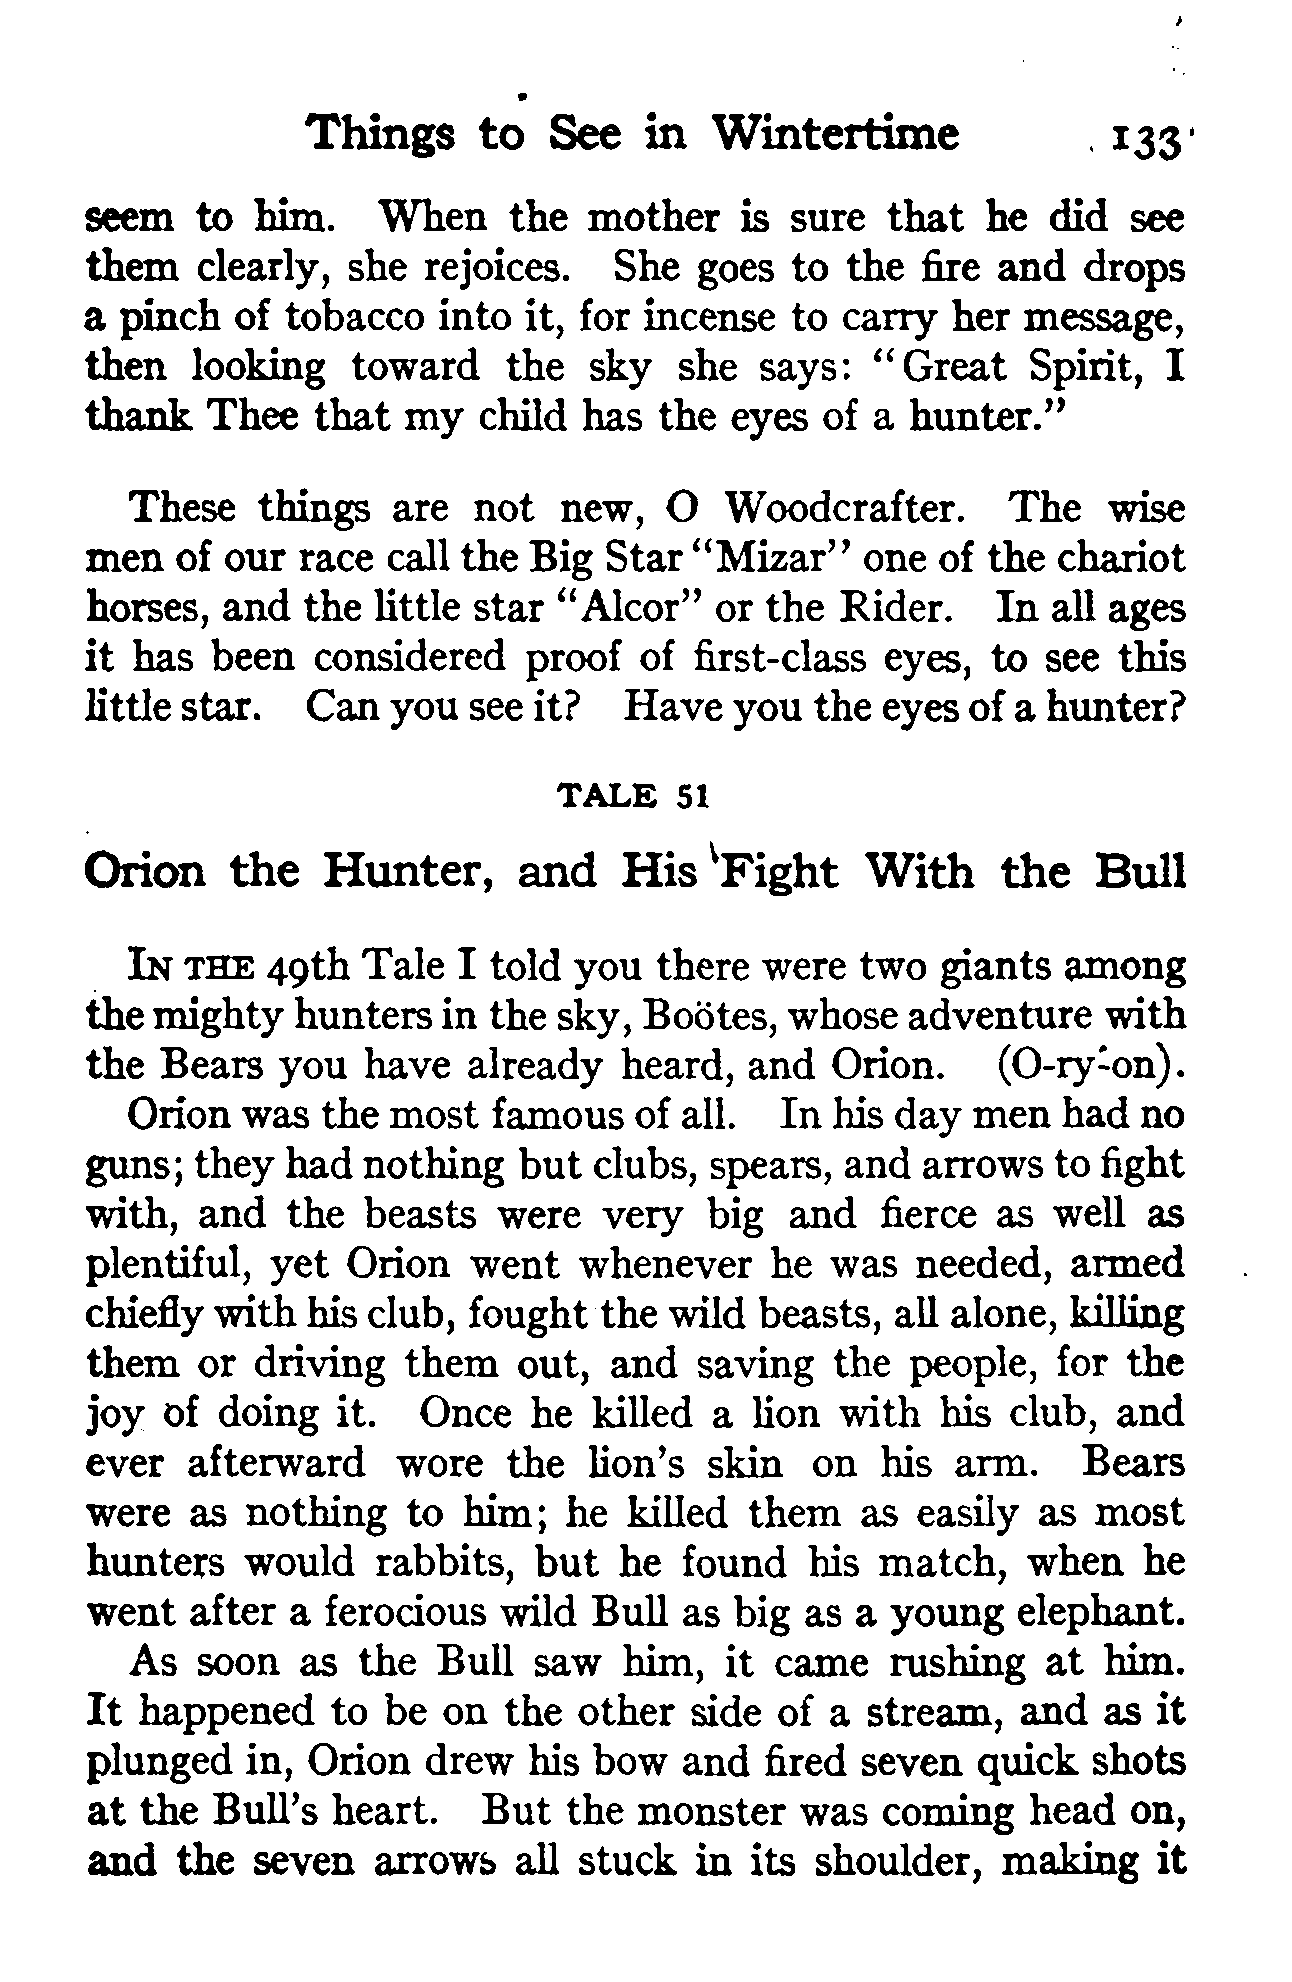 Things to See in Wintertime 133
seem to him. When the mother is sure that he did see
them clearly, she rejoices. She goes to the fire and drops
a pinch of tobacco into it, for incense to carry her message,
then looking toward the sky she says: “Great Spirit, I
thank Thee that my child has the eyes of a hunter.”
These things are not new, O Woodcrafter. The wise
men of our race call the Big Star “Mizar” one of the chariot
horses, and the little star “Alcor” or the Rider. In all ages
it has been considered proof of first-class eyes, to see this
little star. Can you see it? Have you the eyes of a hunter?
TALE 51
Orion the Hunter, and His Fight With the Bull
IN THE 49th Tale I told you there were two giants among
the mighty hunters in the sky, Boötes, whose adventure with
the Bears you have already heard, and Orion. (O-ry´-on).
Orion was the most famous of all. In his day men had no
guns; they had nothing but clubs, spears, and arrows to fight
with, and the beasts were very big and fierce as well as
plentiful, yet Orion went whenever he was needed, armed
chiefly with his club, fought the wild beasts, all alone, killing
them or driving them out, and saving the people, for the
joy of doing it. Once he killed a lion with his club, and
ever afterward wore the lion’s skin on his arm. Bears
were as nothing to him; he killed them as easily as most
hunters would rabbits, but he found his match, when he
went after a ferocious wild Bull as big as a young elephant.
As soon as the Bull saw him, it came rushing at him.
It happened to be on the other side of a stream, and as it
plunged in, Orion drew his bow and fired seven quick shots
at the Bull’s heart. But the monster was coming head on,
and the seven arrows all stuck in its shoulder, making it